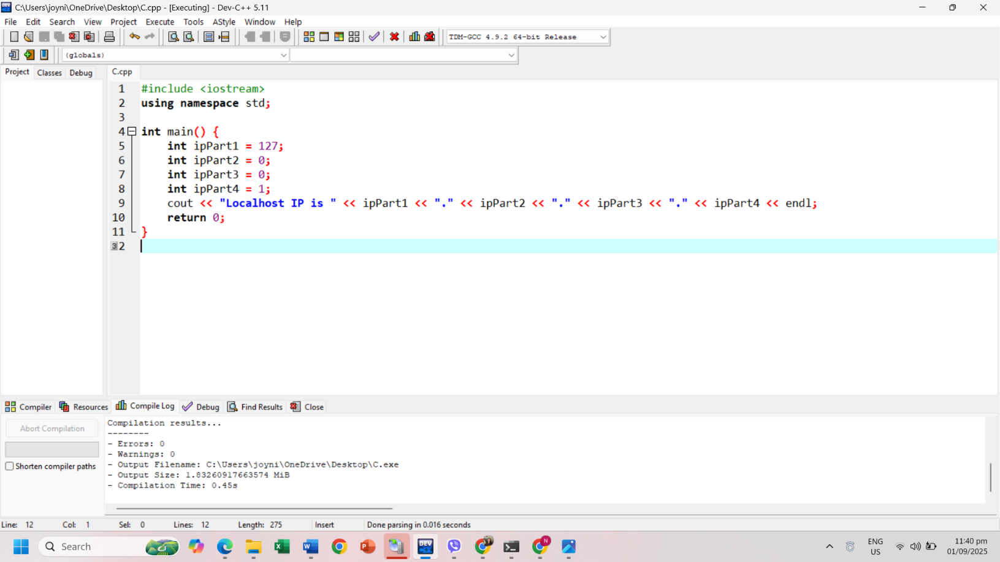 C:\Users\joyni\OneDrive\Desktop\C.cpp - [Executing] - Dev-C++ 5.11
File Edit Search View Project Execute Tools AStyle Window Help
TDM-GCC 4.9.2 64-bit Release
(globals)
Project Classes Debug C.cpp
1 #include <iostream>
2 using namespace std;
3
4 int main() {
5 int ipPart1 = 127;
6 int ipPart2 = 0;
7 int ipPart3 = 0;
8 int ipPart4 = 1;
9 cout << "Localhost IP is " << ipPart1 << "." << ipPart2 << "." << ipPart3 << "." << ipPart4 << endl;
10 return 0;
11 }
2
Compiler Resources Compile Log Debug Find Results Close
Abort Compilation
Shorten compiler paths
Compilation results...
--------
- Errors: 0
- Warnings: 0
- Output Filename: C:\Users\joyni\OneDrive\Desktop\C.exe
- Output Size: 1.83260917663574 MiB
- Compilation Time: 0.45s
Line: 12 Col: 1 Sel: 0 Lines: 12 Length: 275 Insert Done parsing in 0.016 seconds
Search
DEV
N
ENG
US
11:40 pm
01/09/2025